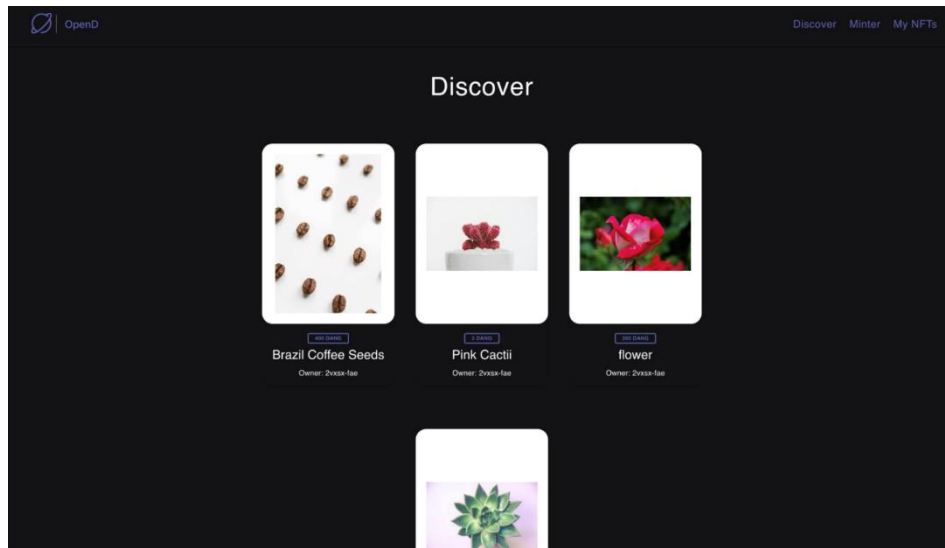 OpenD
Discover Minter My NFTs
Discover
400 DANG
2 DANG
360 DANG
Brazil Coffee Seeds
Pink Cactii
flower
Owner: 2vxsx-fae
Owner: 2vxsx-fae
Owner: 2vxsx-fae